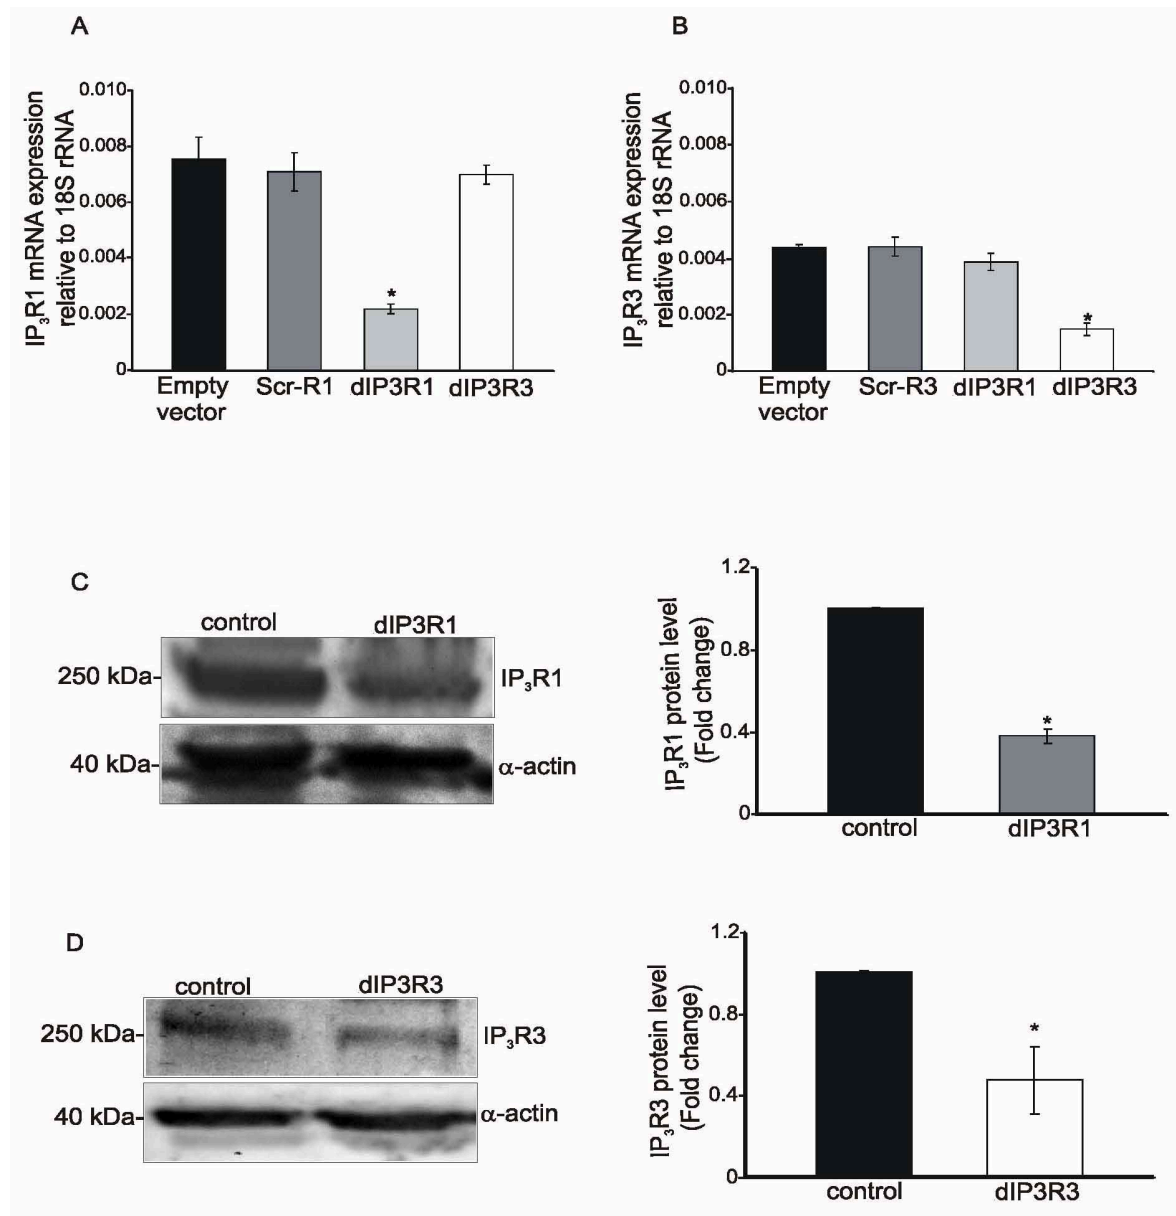 A
IP₃R1 mRNA expression
relative to 18S rRNA
0.010
0.008
0.006
0.004
0.002
0
*
Empty vector
Scr-R1
dIP3R1
dIP3R3
B
IP₃R3 mRNA expression
relative to 18S rRNA
0.010
0.008
0.006
0.004
0.002
0
*
Empty vector
Scr-R3
dIP3R1
dIP3R3
C
control
dIP3R1
250 kDa-
IP₃R1
40 kDa-
α-actin
IP₃R1 protein level
(Fold change)
1.2
0.8
0.4
0
*
control
dIP3R1
D
control
dIP3R3
250 kDa-
IP₃R3
40 kDa-
α-actin
IP₃R3 protein level
(Fold change)
1.2
0.8
0.4
0
*
control
dIP3R3